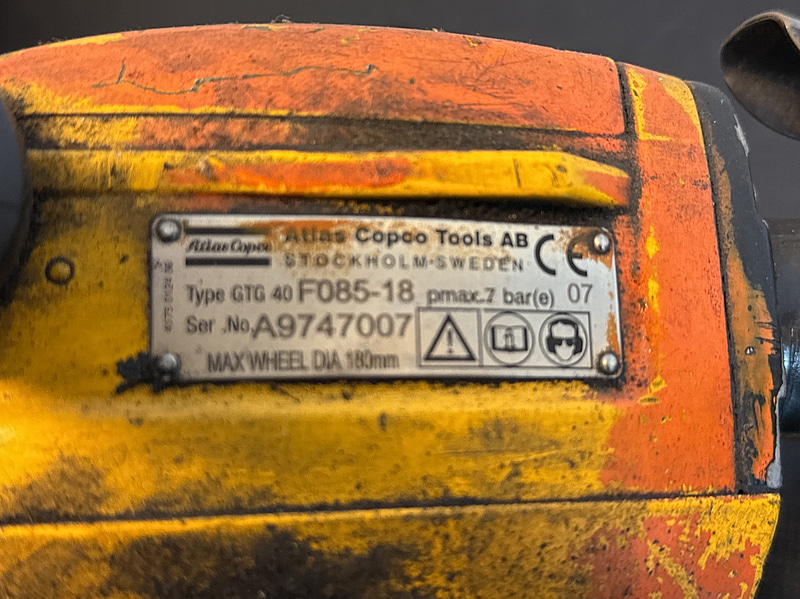 Atlas Copco
Atlas Copco Tools AB
STOCKHOLM-SWEDEN
CE
Type GTG 40 F085-18 pmax.7 bar(e) 07
Ser .No. A9747007
MAX WHEEL DIA 180mm